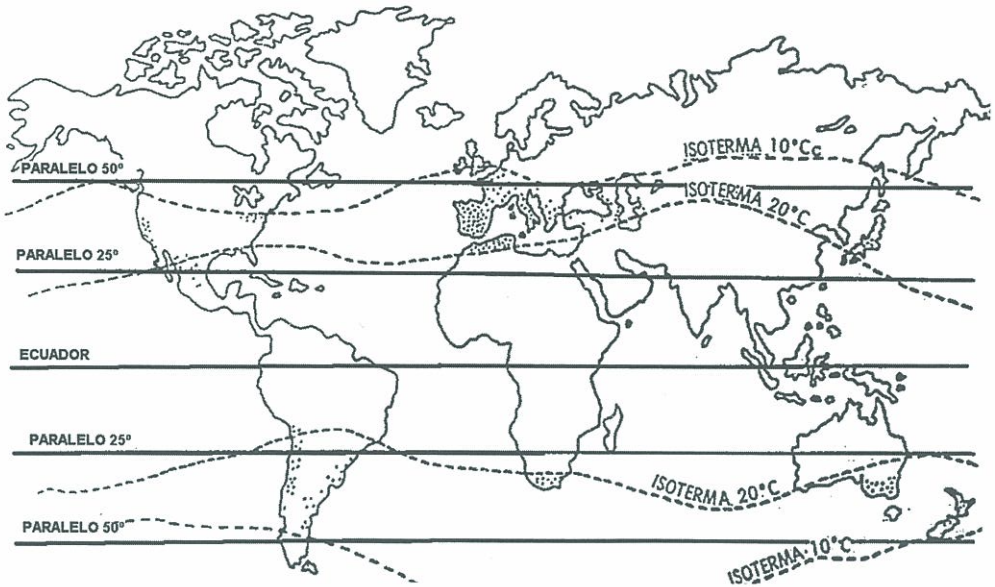 ISOTERMA 10°Cc
PARALELO 50º
ISOTERMA 20°C
PARALELO 25º
ECUADOR
PARALELO 25º
ISOTERMA 20°C
PARALELO 50º
ISOTERMA 10°C